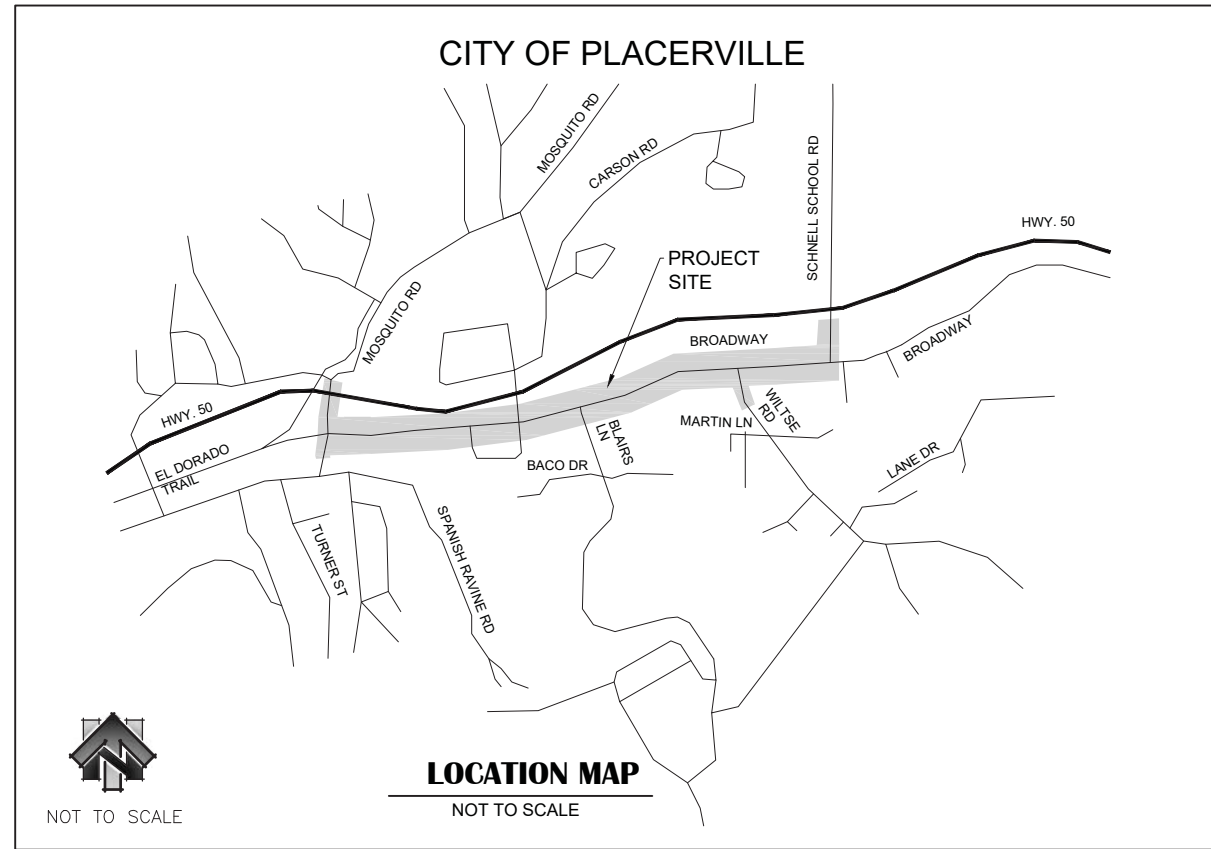 CITY OF PLACERVILLE
MOSQUITO RD
CARSON RD
SCHNELL SCHOOL RD
HWY. 50
PROJECT
SITE
MOSQUITO RD
BROADWAY
BROADWAY
HWY. 50
WILTSE
RD
MARTIN LN
BLAIRS
LN
EL DORADO
TRAIL
BACO DR
LANE DR
SPANISH RAVINE RD
TURNER ST
LOCATION MAP
NOT TO SCALE
N
NOT TO SCALE